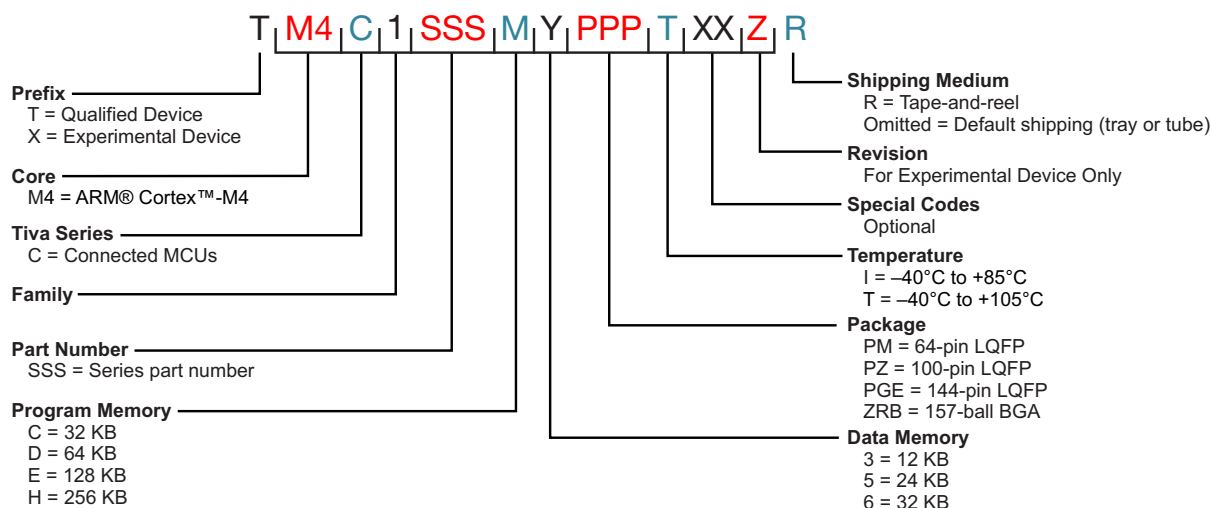 T M4 C 1 SSS M Y PPP T XX Z R
Prefix
T = Qualified Device
X = Experimental Device
Core
M4 = ARM® Cortex™-M4
Tiva Series
C = Connected MCUs
Family
Part Number
SSS = Series part number
Program Memory
C = 32 KB
D = 64 KB
E = 128 KB
H = 256 KB
Shipping Medium
R = Tape-and-reel
Omitted = Default shipping (tray or tube)
Revision
For Experimental Device Only
Special Codes
Optional
Temperature
I = –40°C to +85°C
T = –40°C to +105°C
Package
PM = 64-pin LQFP
PZ = 100-pin LQFP
PGE = 144-pin LQFP
ZRB = 157-ball BGA
Data Memory
3 = 12 KB
5 = 24 KB
6 = 32 KB